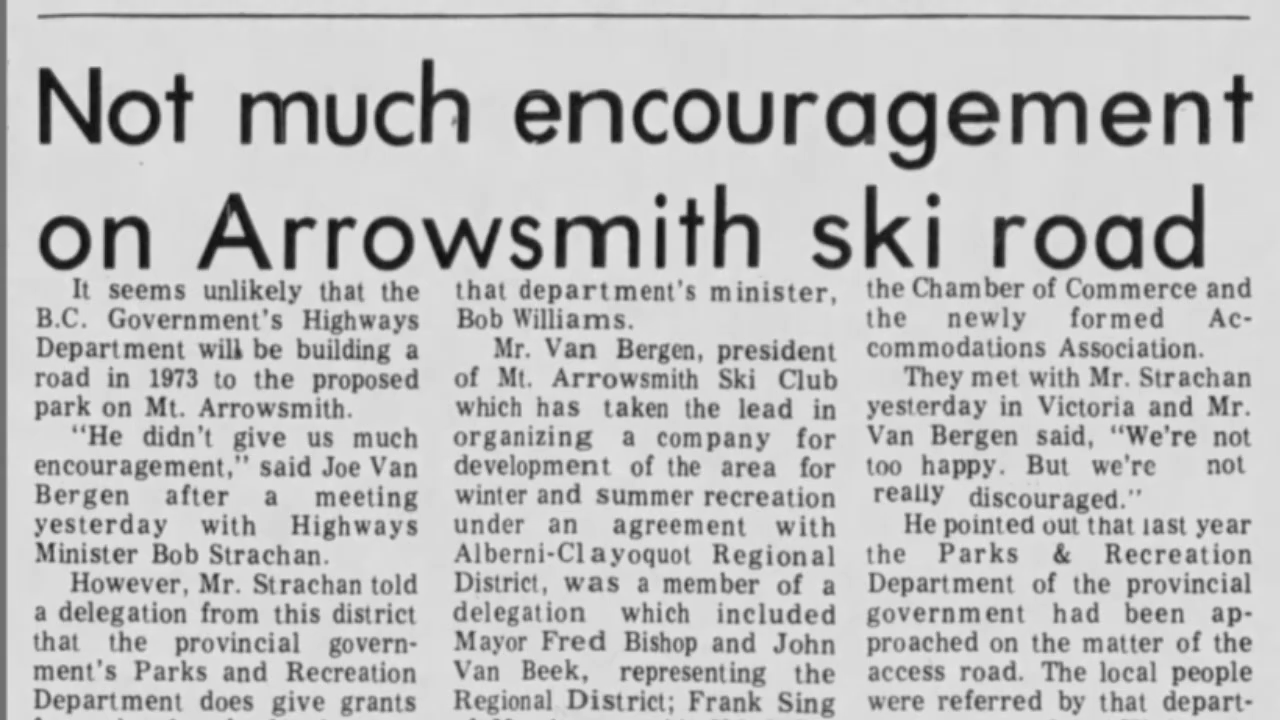 Not much encouragement
on Arrowsmith ski road
It seems unlikely that the
B.C. Government's Highways
Department will be building a
road in 1973 to the proposed
park on Mt. Arrowsmith.
"He didn't give us much
encouragement," said Joe Van
Bergen after a meeting
yesterday with Highways
Minister Bob Strachan.
However, Mr. Strachan told
a delegation from this district
that the provincial govern-
ment's Parks and Recreation
Department does give grants
that department's minister,
Bob Williams.
Mr. Van Bergen, president
of Mt. Arrowsmith Ski Club
which has taken the lead in
organizing a company for
development of the area for
winter and summer recreation
under an agreement with
Alberni-Clayoquot Regional
District, was a member of a
delegation which included
Mayor Fred Bishop and John
Van Beek, representing the
Regional District; Frank Sing
the Chamber of Commerce and
the newly formed Ac-
commodations Association.
They met with Mr. Strachan
yesterday in Victoria and Mr.
Van Bergen said, "We're not
too happy. But we're not
really discouraged."
He pointed out that last year
the Parks & Recreation
Department of the provincial
government had been ap-
proached on the matter of the
access road. The local people
were referred by that depart-